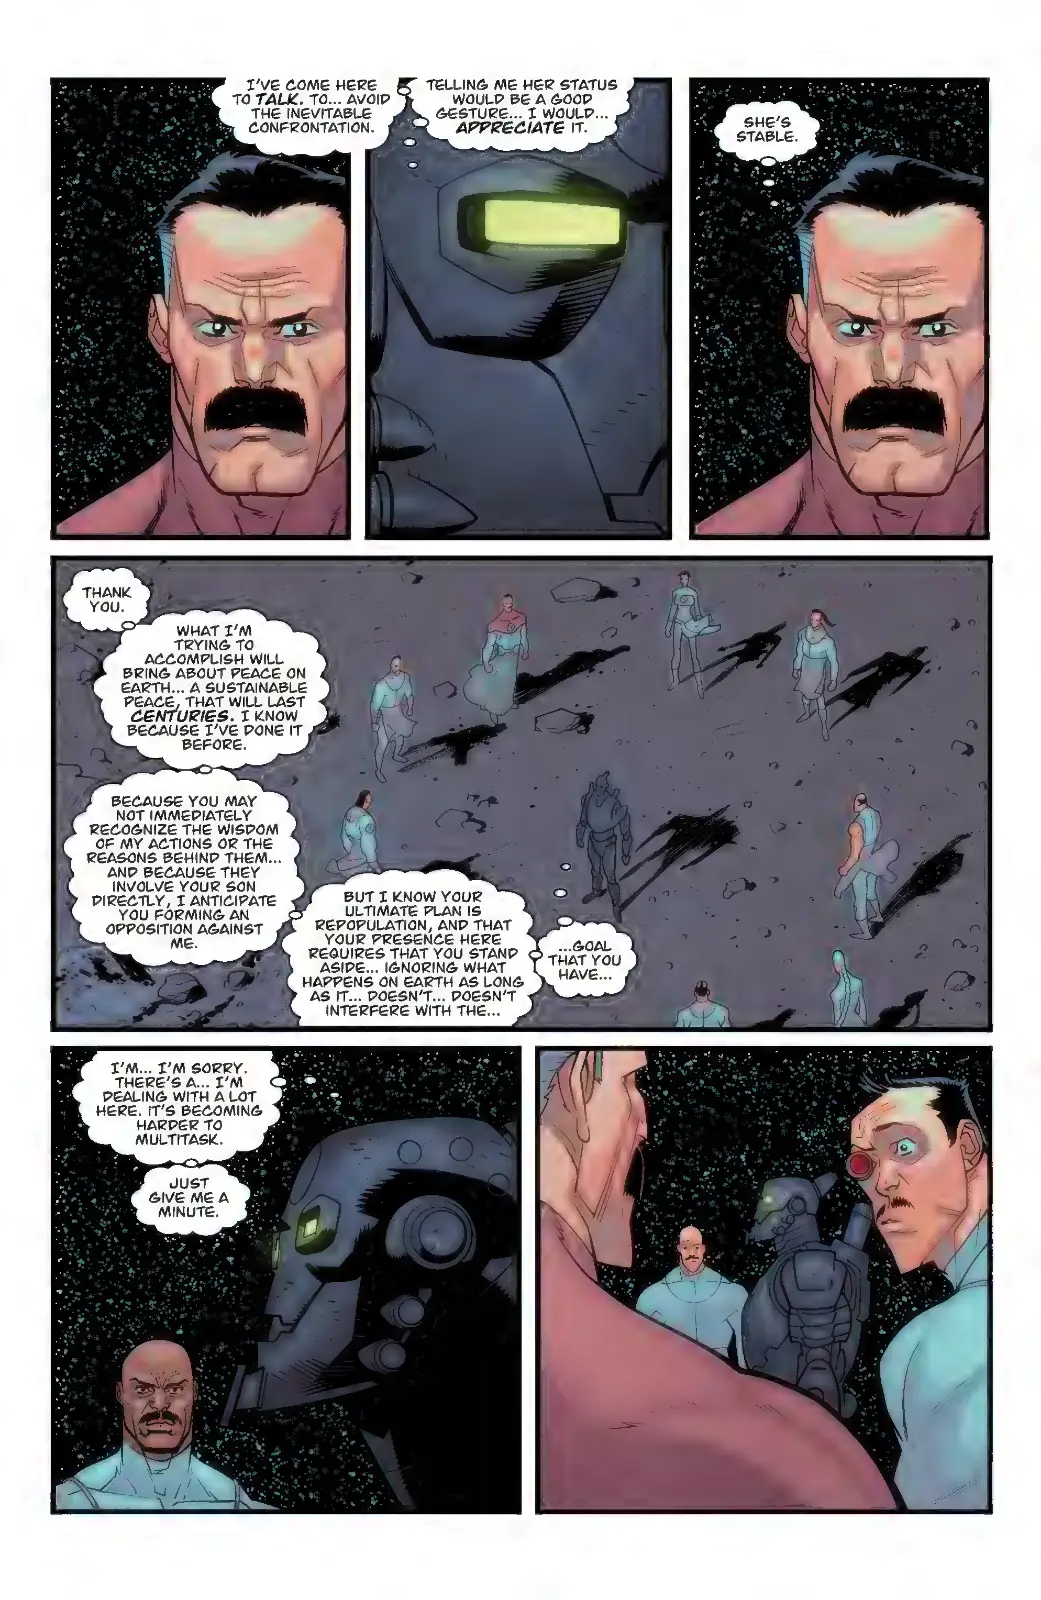 I'VE COME HERE
TO TALK. TO... AVOID
THE INEVITABLE
CONFRONTATION.
TELLING ME HER STATUS
WOULD BE A GOOD
GESTURE... I WOULD...
APPRECIATE IT.
SHE'S
STABLE.
THANK
YOU.
WHAT I'M
TRYING TO
ACCOMPLISH WILL
BRING ABOUT PEACE ON
EARTH... A SUSTAINABLE
PEACE, THAT WILL LAST
CENTURIES. I KNOW
BECAUSE I'VE DONE IT
BEFORE.
BECAUSE YOU MAY
NOT IMMEDIATELY
RECOGNIZE THE WISDOM
OF MY ACTIONS OR THE
REASONS BEHIND THEM...
AND BECAUSE THEY
INVOLVE YOUR SON
DIRECTLY, I ANTICIPATE
YOU FORMING AN
OPPOSITION AGAINST
ME.
BUT I KNOW YOUR
ULTIMATE PLAN IS
REPOPULATION, AND THAT
YOUR PRESENCE HERE
REQUIRES THAT YOU STAND
ASIDE... IGNORING WHAT
HAPPENS ON EARTH AS LONG
AS IT... DOESN'T... DOESN'T
INTERFERE WITH THE...
...GOAL
THAT YOU
HAVE...
I'M... I'M SORRY.
THERE'S A... I'M
DEALING WITH A LOT
HERE. IT'S BECOMING
HARDER TO
MULTITASK.
JUST
GIVE ME A
MINUTE.